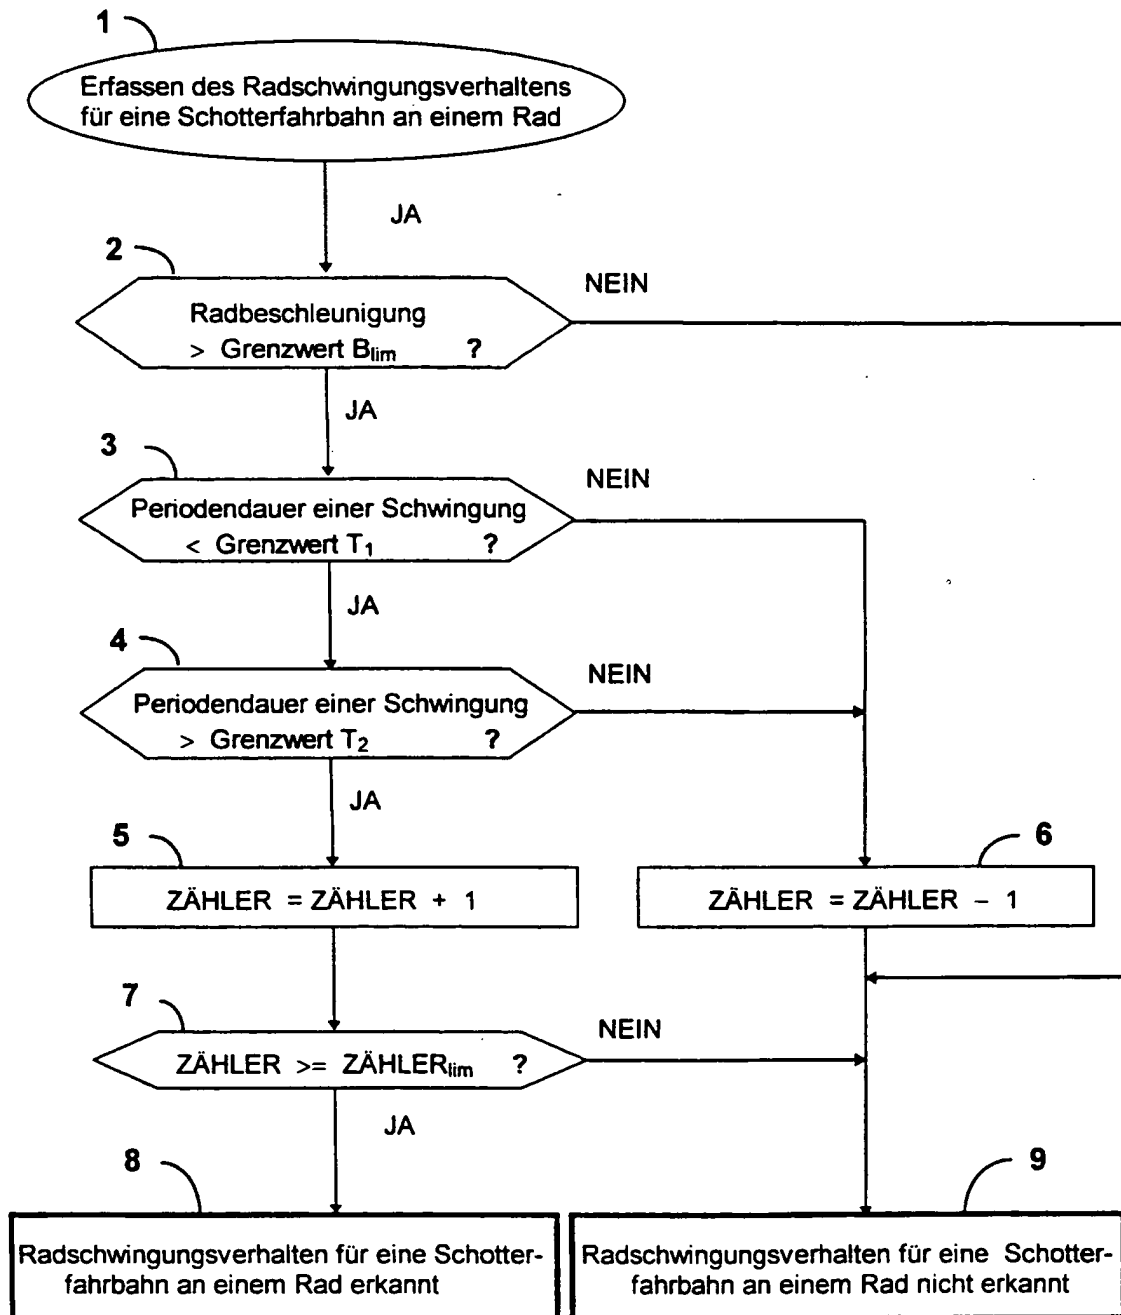 1
Erfassen des Radschwingungsverhaltens
für eine Schotterfahrbahn an einem Rad
JA
2
NEIN
Radbeschleunigung
> Grenzwert Blim ?
JA
3
NEIN
Periodendauer einer Schwingung
< Grenzwert T1 ?
JA
4
NEIN
Periodendauer einer Schwingung
> Grenzwert T2 ?
JA
5
6
ZÄHLER = ZÄHLER + 1
ZÄHLER = ZÄHLER – 1
7
NEIN
ZÄHLER >= ZÄHLERlim ?
JA
8
9
Radschwingungsverhalten für eine Schotter-
fahrbahn an einem Rad erkannt
Radschwingungsverhalten für eine Schotter-
fahrbahn an einem Rad nicht erkannt